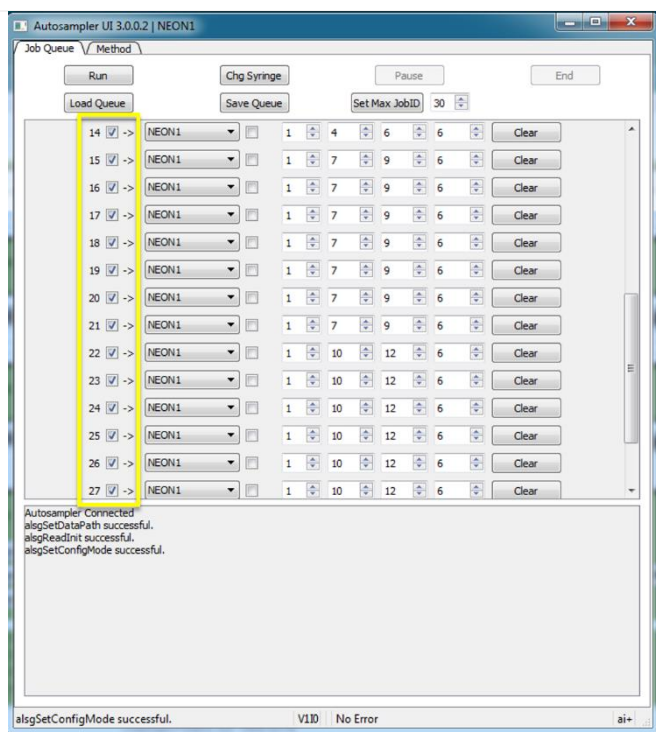 Autosampler UI 3.0.0.2 | NEON1
Job Queue Method
Run Chg Syringe Pause End
Load Queue Save Queue Set Max JobID 30
14 -> NEON1 1 4 6 6 Clear
15 -> NEON1 1 7 9 6 Clear
16 -> NEON1 1 7 9 6 Clear
17 -> NEON1 1 7 9 6 Clear
18 -> NEON1 1 7 9 6 Clear
19 -> NEON1 1 7 9 6 Clear
20 -> NEON1 1 7 9 6 Clear
21 -> NEON1 1 7 9 6 Clear
22 -> NEON1 1 10 12 6 Clear
23 -> NEON1 1 10 12 6 Clear
24 -> NEON1 1 10 12 6 Clear
25 -> NEON1 1 10 12 6 Clear
26 -> NEON1 1 10 12 6 Clear
27 -> NEON1 1 10 12 6 Clear
Autosampler Connected
alsgSetDataPath successful.
alsgReadInit successful.
alsgSetConfigMode successful.
alsgSetConfigMode successful. V1I0 No Error ai+